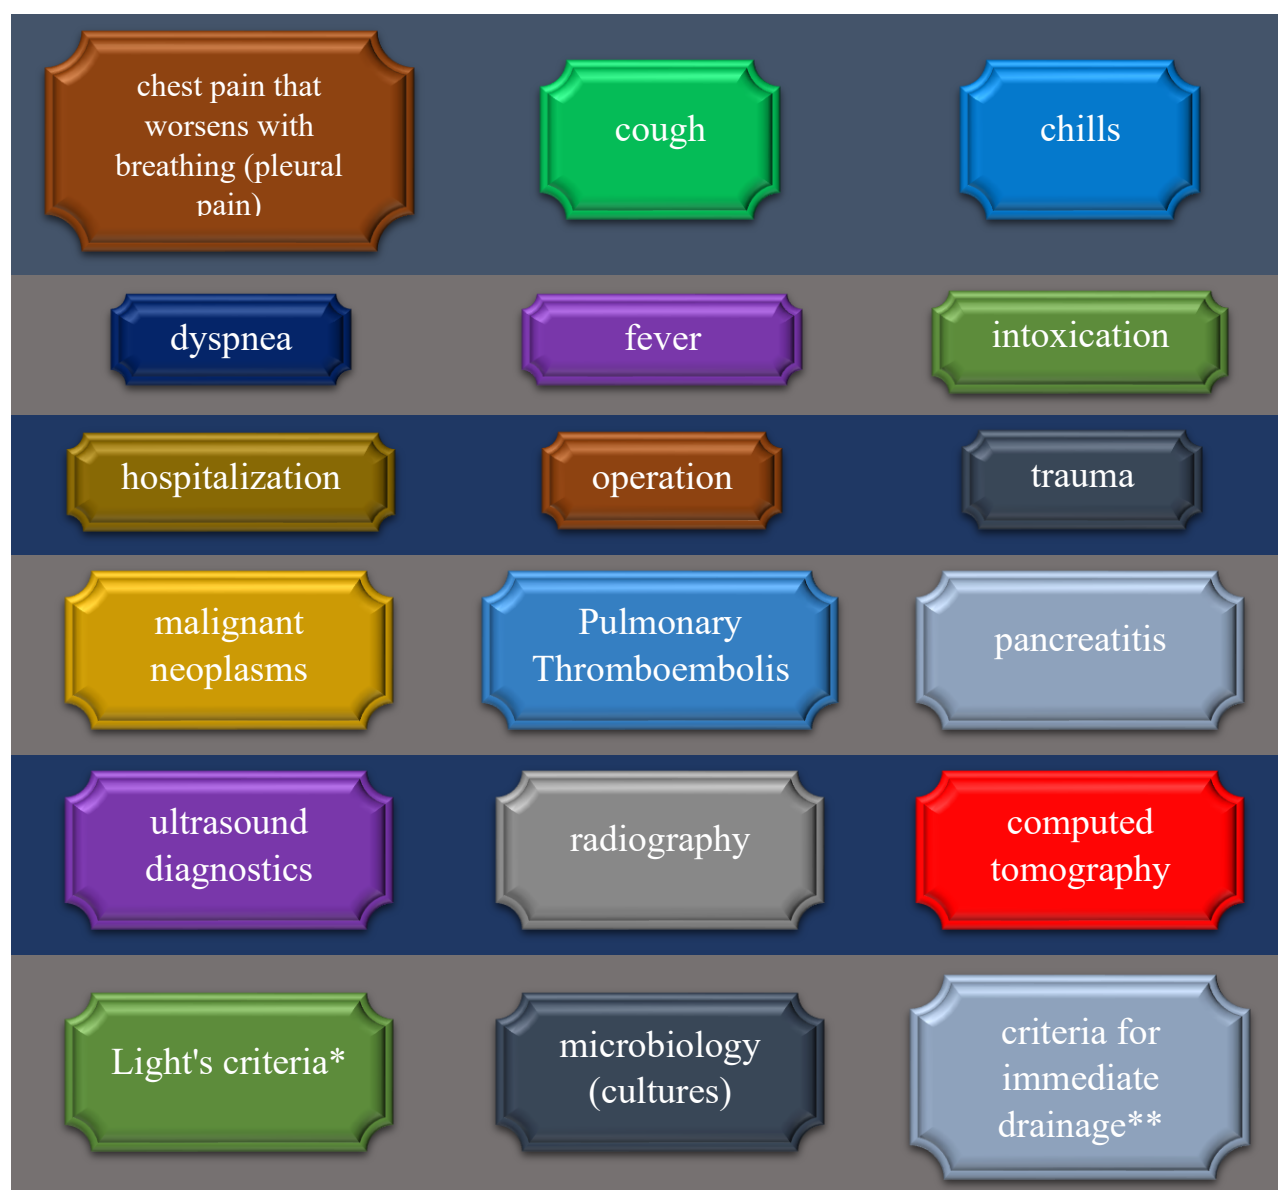 chest pain that
worsens with
breathing (pleural
pain)
cough
chills
dyspnea
fever
intoxication
hospitalization
operation
trauma
malignant
neoplasms
Pulmonary
Thromboembolis
pancreatitis
ultrasound
diagnostics
radiography
computed
tomography
Light's criteria*
microbiology
(cultures)
criteria for
immediate
drainage**